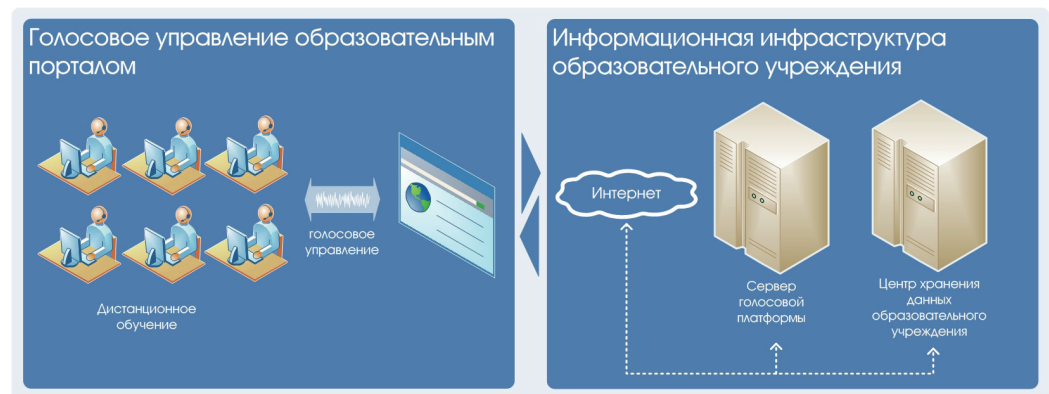 Голосовое управление образовательным
порталом
голосовое
управление
Дистанционное
обучение
Информационная инфраструктура
образовательного учреждения
Интернет
Сервер
голосовой
платформы
Центр хранения
данных
образовательного
учреждения